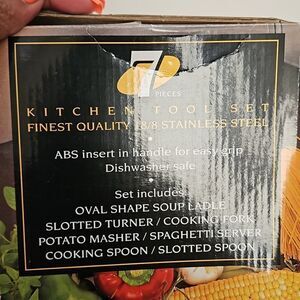 7
PIECES
KITCHEN TOOL SET
FINEST QUALITY 18/8 STAINLESS STEEL
ABS insert in handle for easy grip
Dishwasher safe
Set includes
OVAL SHAPE SOUP LADLE
SLOTTED TURNER / COOKING FORK
POTATO MASHER / SPAGHETTI SERVER
COOKING SPOON / SLOTTED SPOON